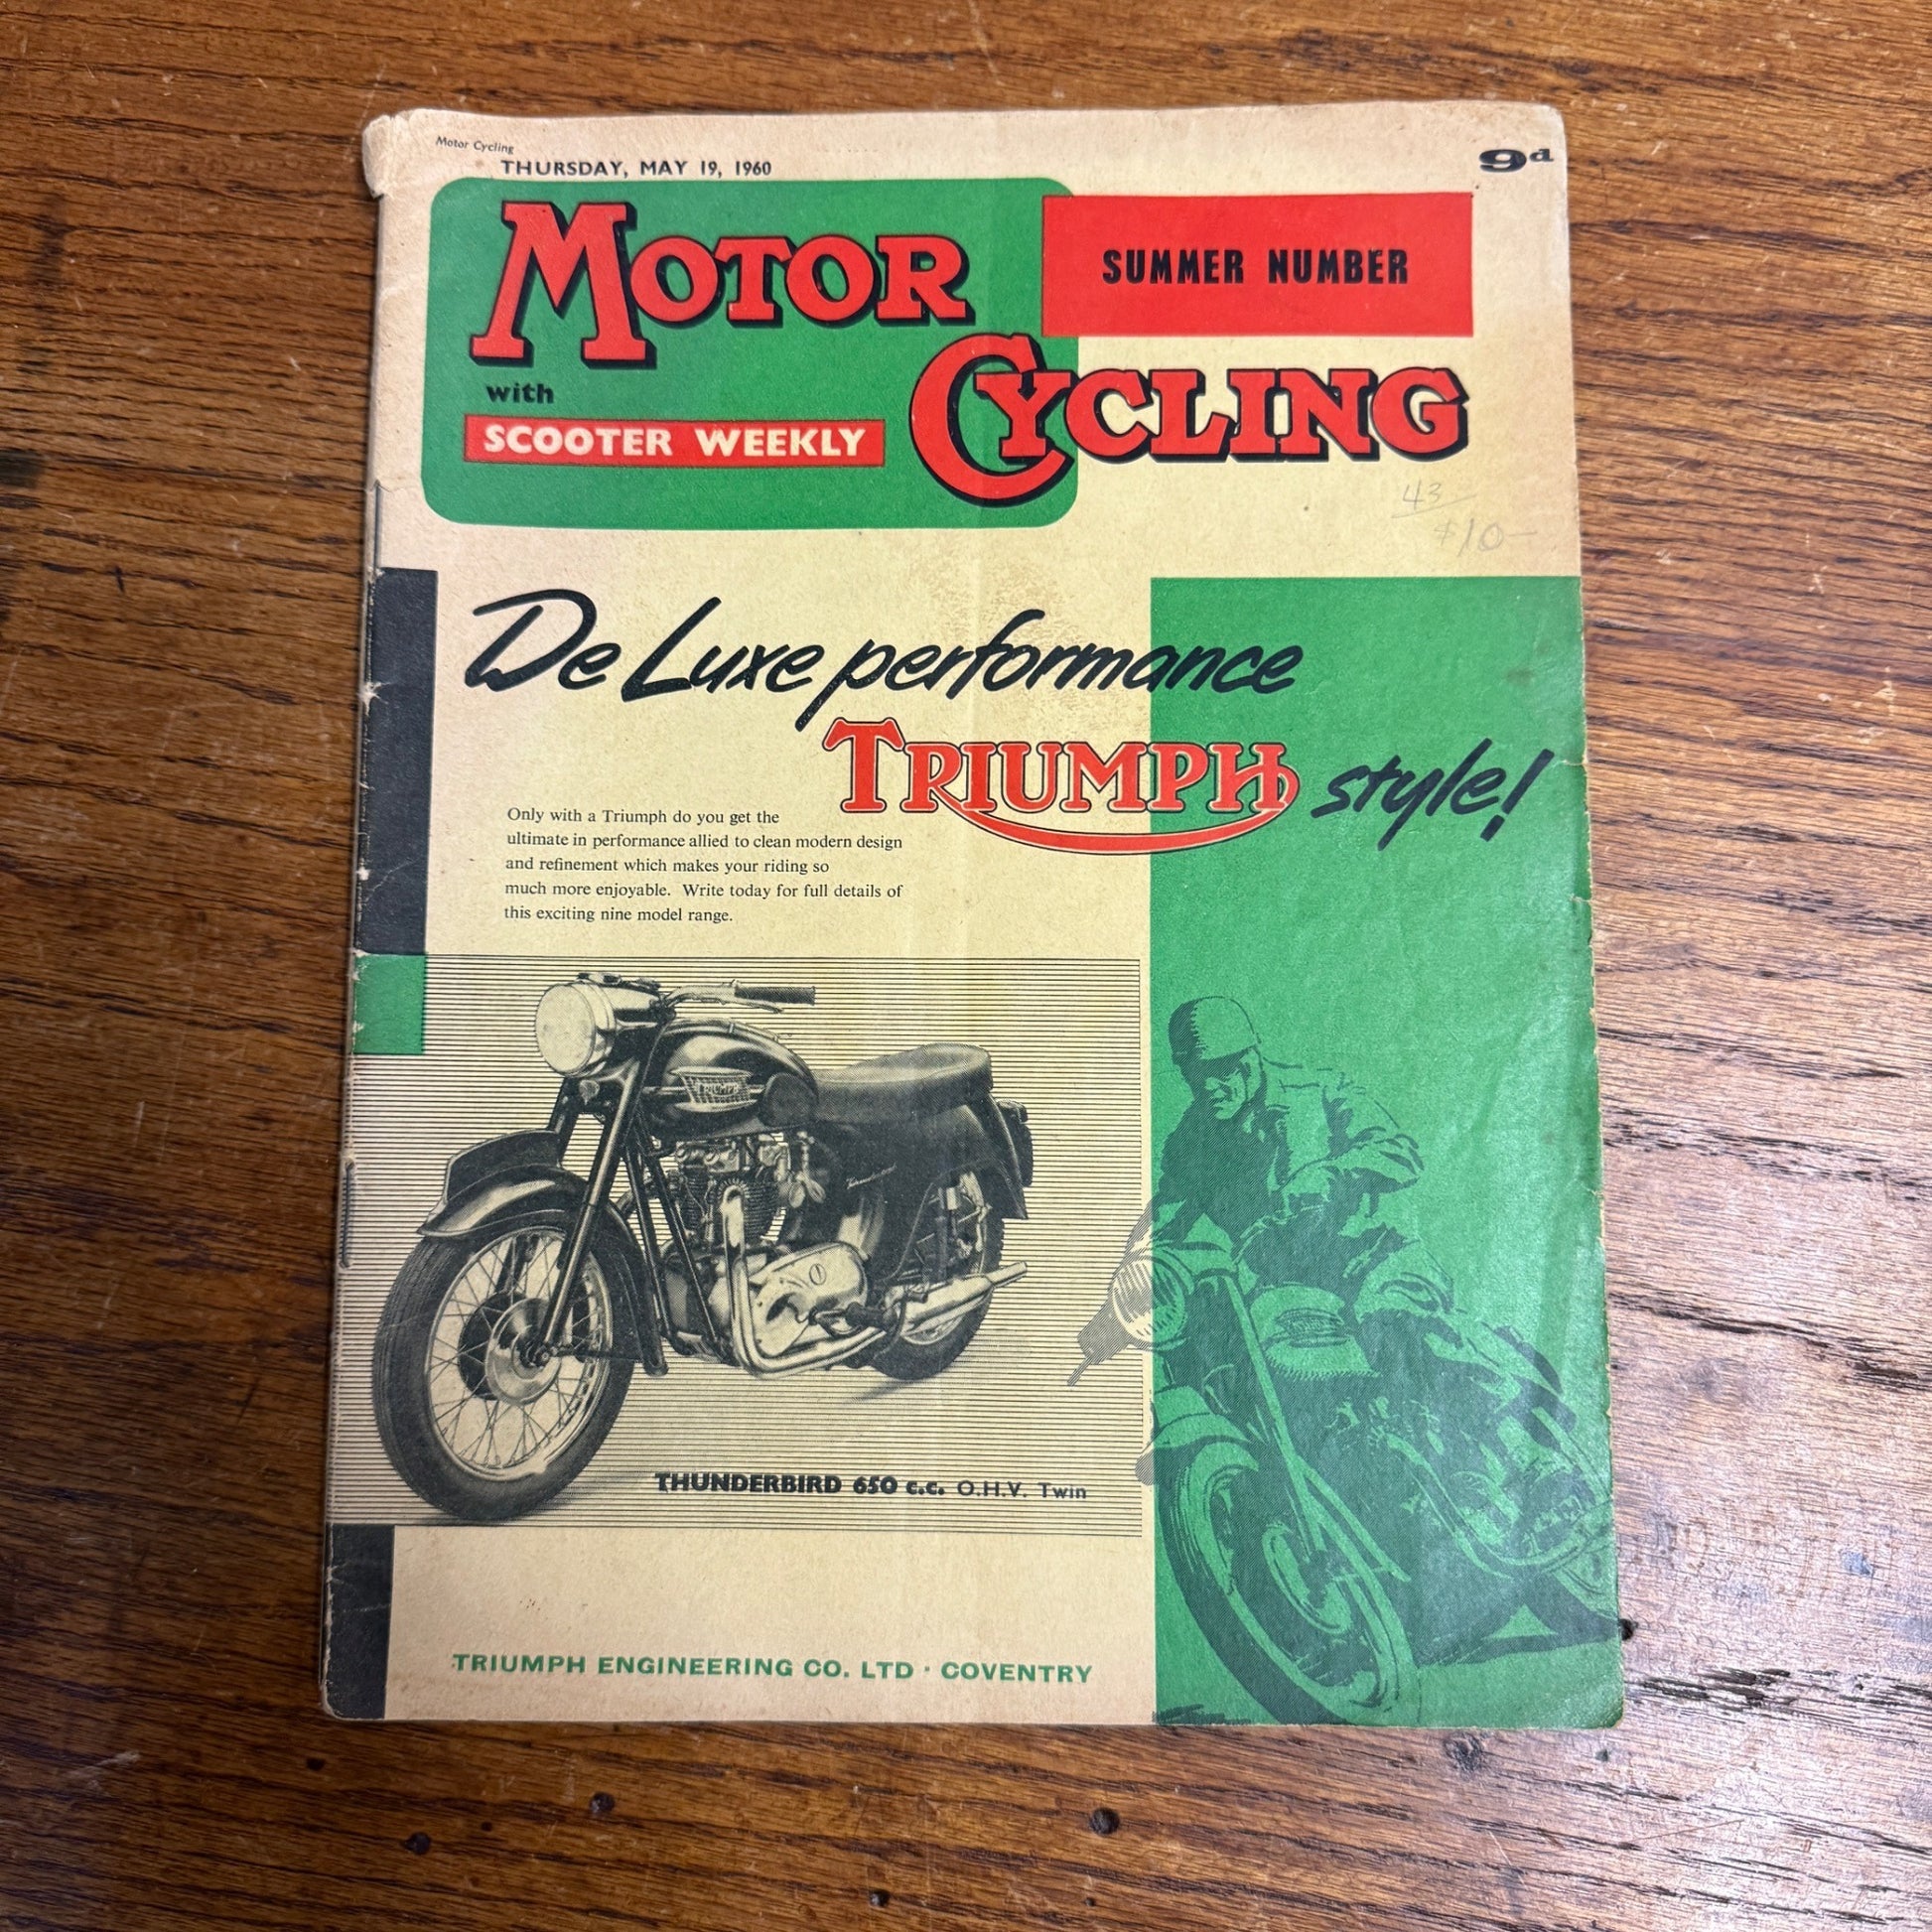 Motor Cycling
THURSDAY, MAY 19, 1960
9d
MOTOR
SUMMER NUMBER
CYCLING
with
SCOOTER WEEKLY
43
$10-
De Luxe performance
TRIUMPH style!
Only with a Triumph do you get the
ultimate in performance allied to clean modern design
and refinement which makes your riding so
much more enjoyable. Write today for full details of
this exciting nine model range.
TRIUMPH
Thunderbird
THUNDERBIRD 650 c.c. O.H.V. Twin
TRIUMPH ENGINEERING CO. LTD · COVENTRY